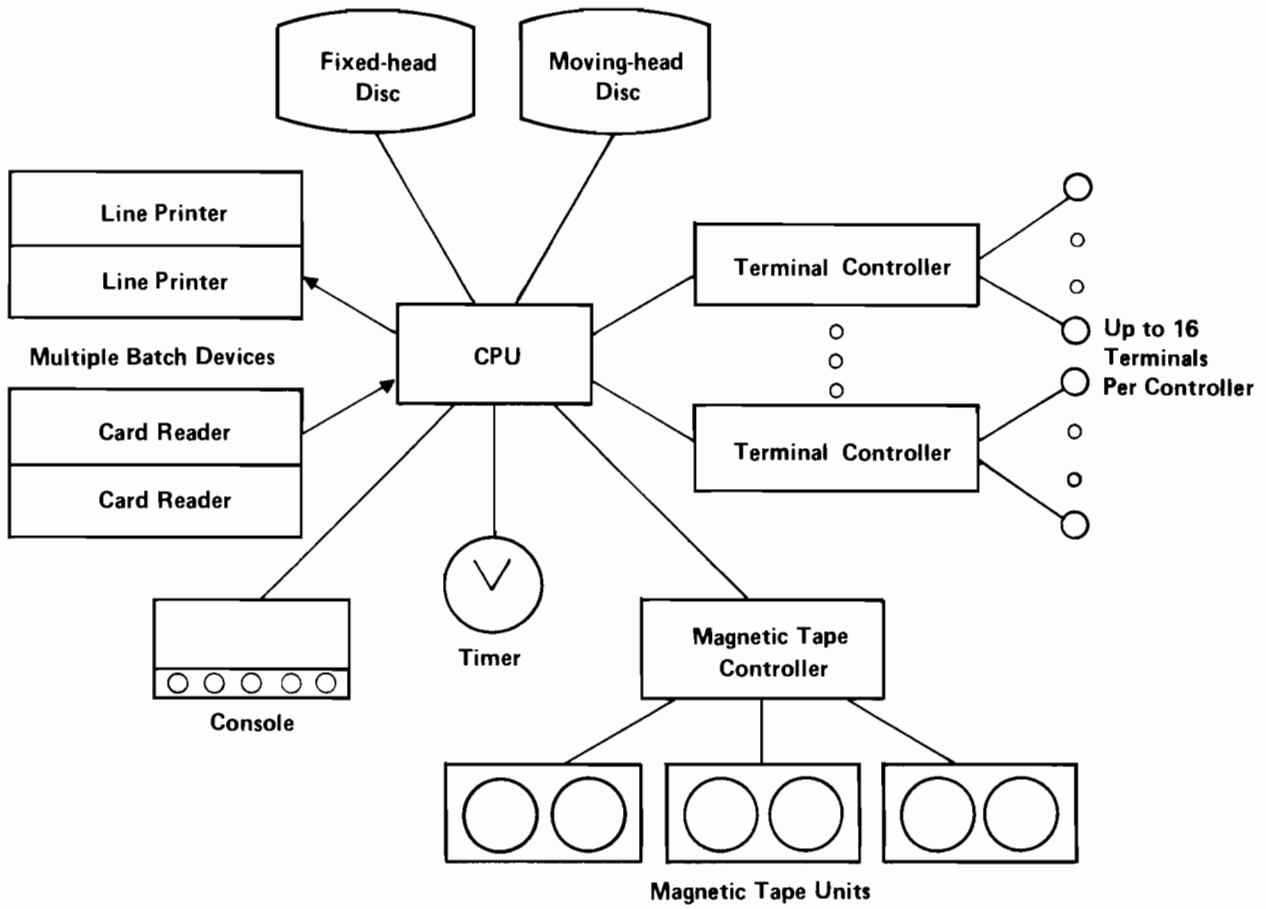 Fixed-head
Disc
Moving-head
Disc
Line Printer
Line Printer
Multiple Batch Devices
Card Reader
Card Reader
CPU
Terminal Controller
Terminal Controller
Up to 16
Terminals
Per Controller
Console
Timer
Magnetic Tape
Controller
Magnetic Tape Units